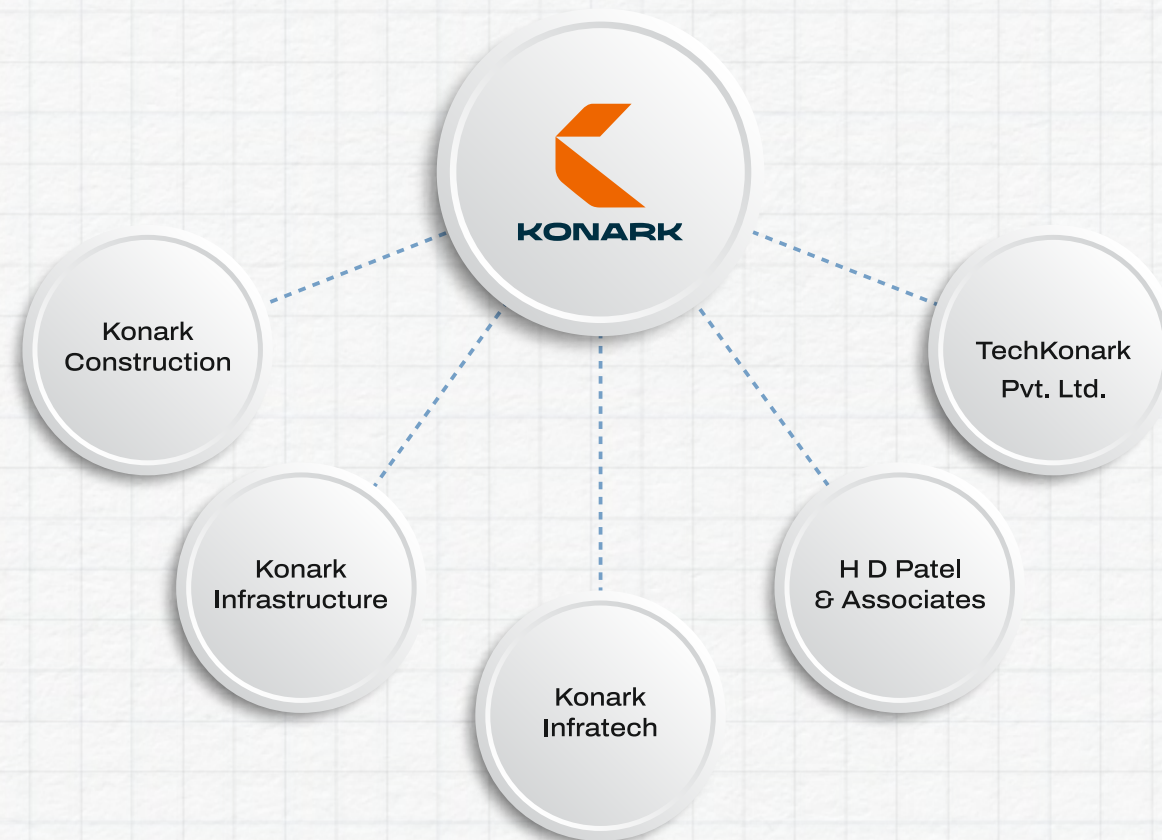 KONARK
Konark
Construction
TechKonark
Pvt. Ltd.
Konark
Infrastructure
H D Patel
& Associates
Konark
Infratech